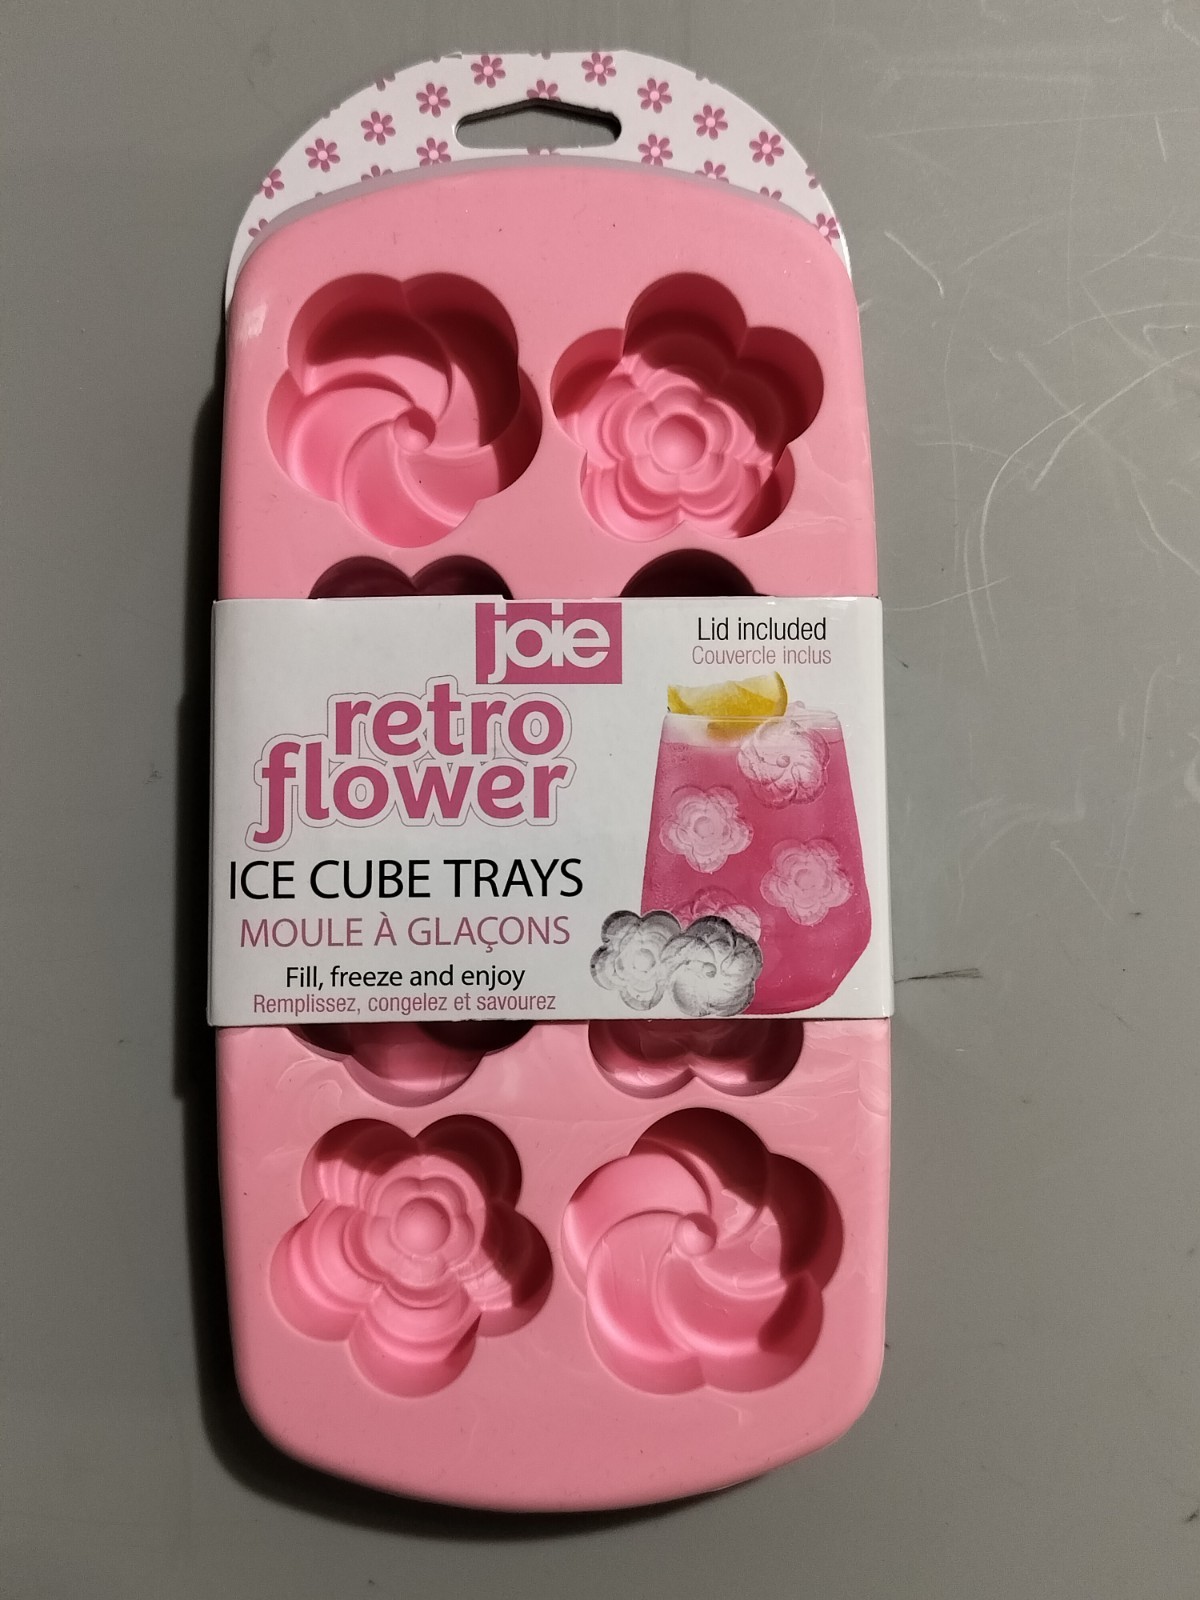 joie
Lid included
Couvercle inclus
retro
flower
ICE CUBE TRAYS
MOULE À GLAÇONS
Fill, freeze and enjoy
Remplissez, congelez et savourez